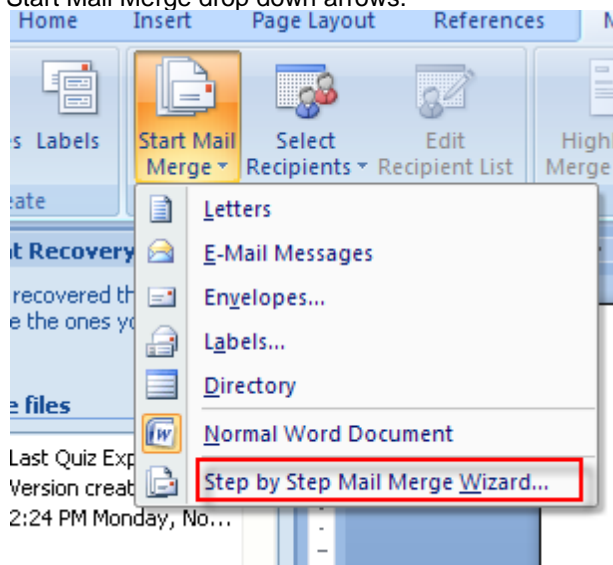 Start Mail Merge drop down arrows.
Home Insert Page Layout References
s Labels Start Mail Merge Select Recipients Edit Recipient List High
Merge
eate
t Recovery
recovered th
e the ones yo
e files
Last Quiz Exp
Version creat
2:24 PM Monday, No...
Letters
E-Mail Messages
Envelopes...
Labels...
Directory
Normal Word Document
Step by Step Mail Merge Wizard...